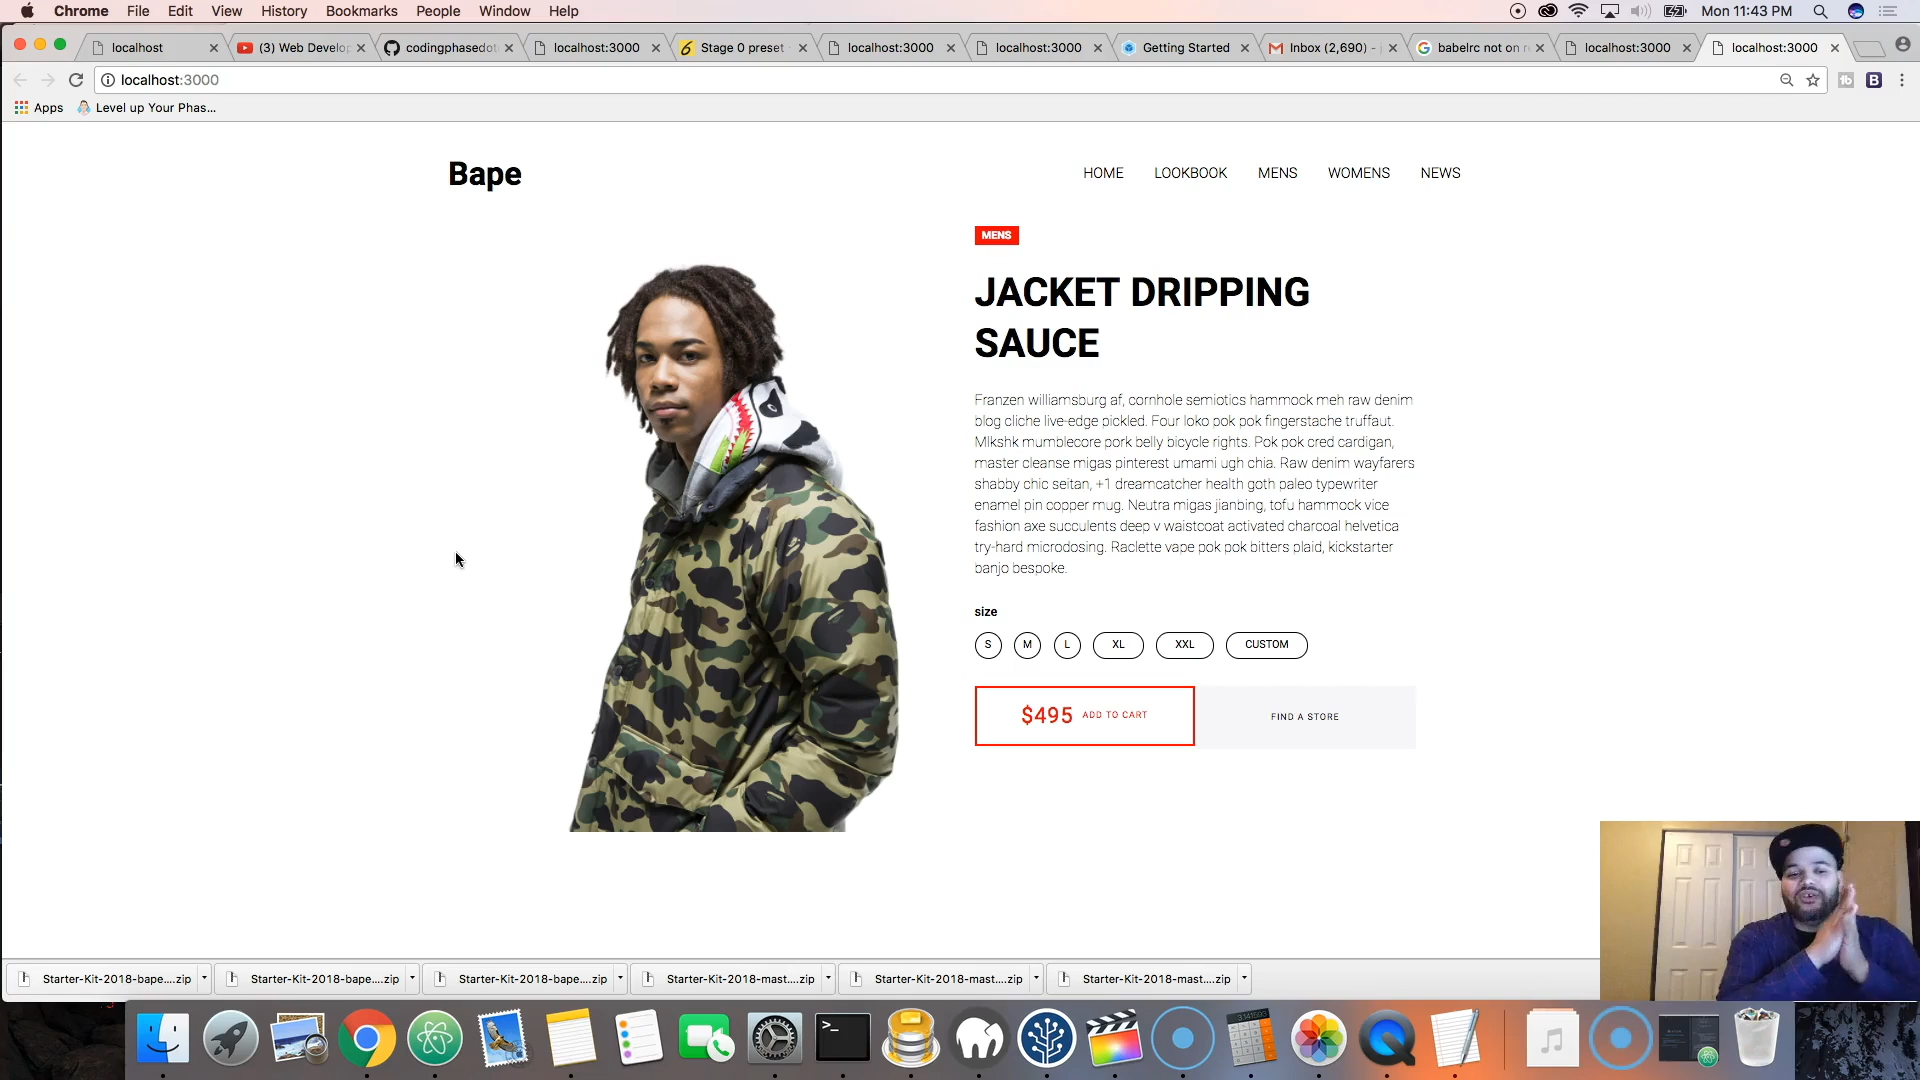 Chrome File Edit View History Bookmarks People Window Help Mon 11:43 PM
localhost (3) Web Develop codingphasedot localhost:3000 Stage 0 preset localhost:3000 localhost:3000 Getting Started Inbox (2,690) - babelrc not on localhost:3000 localhost:3000
localhost:3000
Apps Level up Your Phas...
Bape HOME LOOKBOOK MENS WOMENS NEWS
MENS
JACKET DRIPPING
SAUCE
Franzen williamsburg af, cornhole semiotics hammock meh raw denim
blog cliche live-edge pickled. Four loko pok pok fingerstache truffaut.
Mlkshk mumblecore pork belly bicycle rights. Pok pok cred cardigan,
master cleanse migas pinterest umami ugh chia. Raw denim wayfarers
shabby chic seitan, +1 dreamcatcher health goth paleo typewriter
enamel pin copper mug. Neutra migas jianbing, tofu hammock vice
fashion axe succulents deep v waistcoat activated charcoal helvetica
try-hard microdosing. Raclette vape pok pok bitters plaid, kickstarter
banjo bespoke.
size
S M L XL XXL CUSTOM
$495 ADD TO CART FIND A STORE
Starter-Kit-2018-bape....zip Starter-Kit-2018-bape....zip Starter-Kit-2018-bape....zip Starter-Kit-2018-mast....zip Starter-Kit-2018-mast....zip Starter-Kit-2018-mast....zip